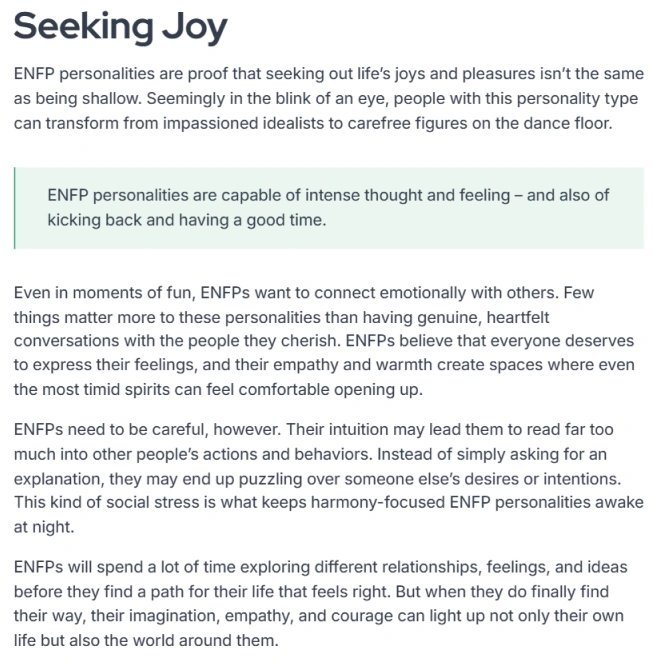 Seeking Joy
ENFP personalities are proof that seeking out life’s joys and pleasures isn’t the same
as being shallow. Seemingly in the blink of an eye, people with this personality type
can transform from impassioned idealists to carefree figures on the dance floor.
ENFP personalities are capable of intense thought and feeling – and also of
kicking back and having a good time.
Even in moments of fun, ENFPs want to connect emotionally with others. Few
things matter more to these personalities than having genuine, heartfelt
conversations with the people they cherish. ENFPs believe that everyone deserves
to express their feelings, and their empathy and warmth create spaces where even
the most timid spirits can feel comfortable opening up.
ENFPs need to be careful, however. Their intuition may lead them to read far too
much into other people’s actions and behaviors. Instead of simply asking for an
explanation, they may end up puzzling over someone else’s desires or intentions.
This kind of social stress is what keeps harmony-focused ENFP personalities awake
at night.
ENFPs will spend a lot of time exploring different relationships, feelings, and ideas
before they find a path for their life that feels right. But when they do finally find
their way, their imagination, empathy, and courage can light up not only their own
life but also the world around them.